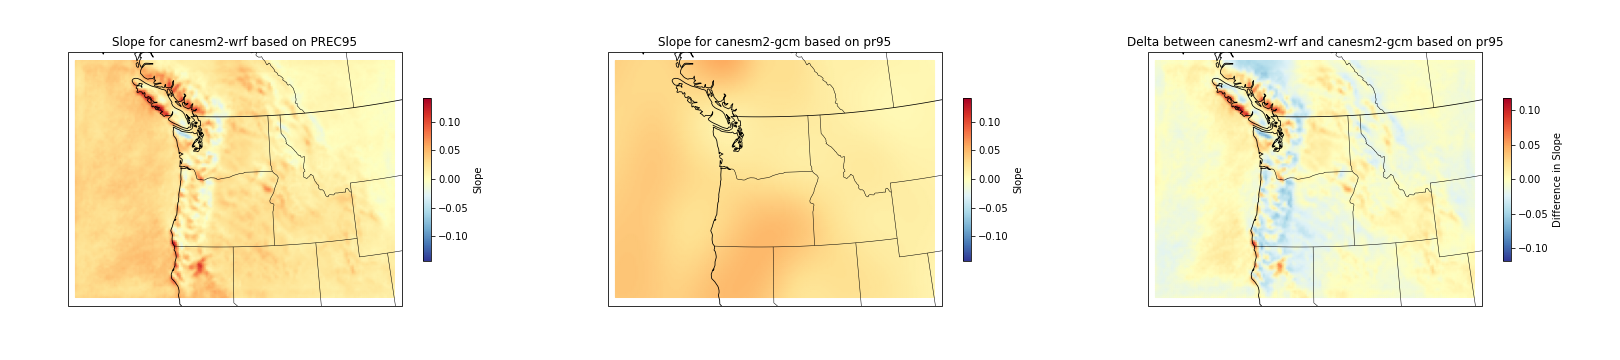 Slope for canesm2-wrf based on PREC95
0.10
0.05
0.00
−0.05
−0.10
Slope
Slope for canesm2-gcm based on pr95
0.10
0.05
0.00
−0.05
−0.10
Slope
Delta between canesm2-wrf and canesm2-gcm based on pr95
0.10
0.05
0.00
−0.05
−0.10
Difference in Slope